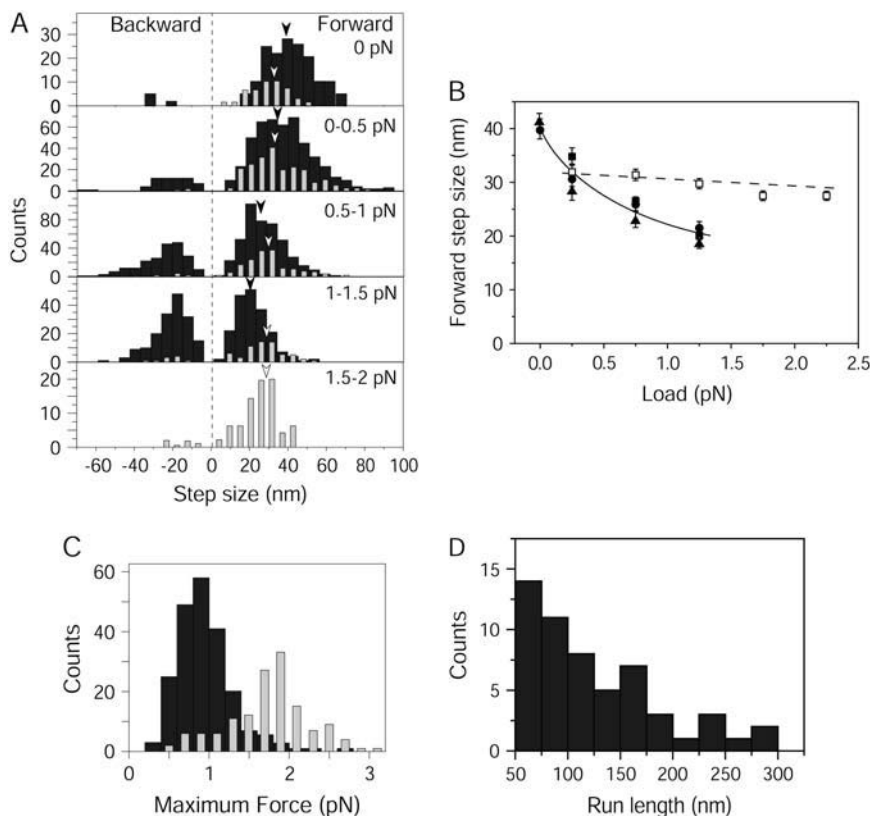 A
Backward
Forward
0 pN
30
20
10
0
0-0.5 pN
60
40
20
0
0.5-1 pN
80
40
0
1-1.5 pN
40
20
0
1.5-2 pN
20
10
0
-60 -40 -20 0 20 40 60 80 100
Step size (nm)
Counts
B
Forward step size (nm)
40
30
20
10
0.0 0.5 1.0 1.5 2.0 2.5
Load (pN)
C
Counts
60
40
20
0
0 1 2 3
Maximum Force (pN)
D
Counts
15
10
5
0
50 100 150 200 250 300
Run length (nm)